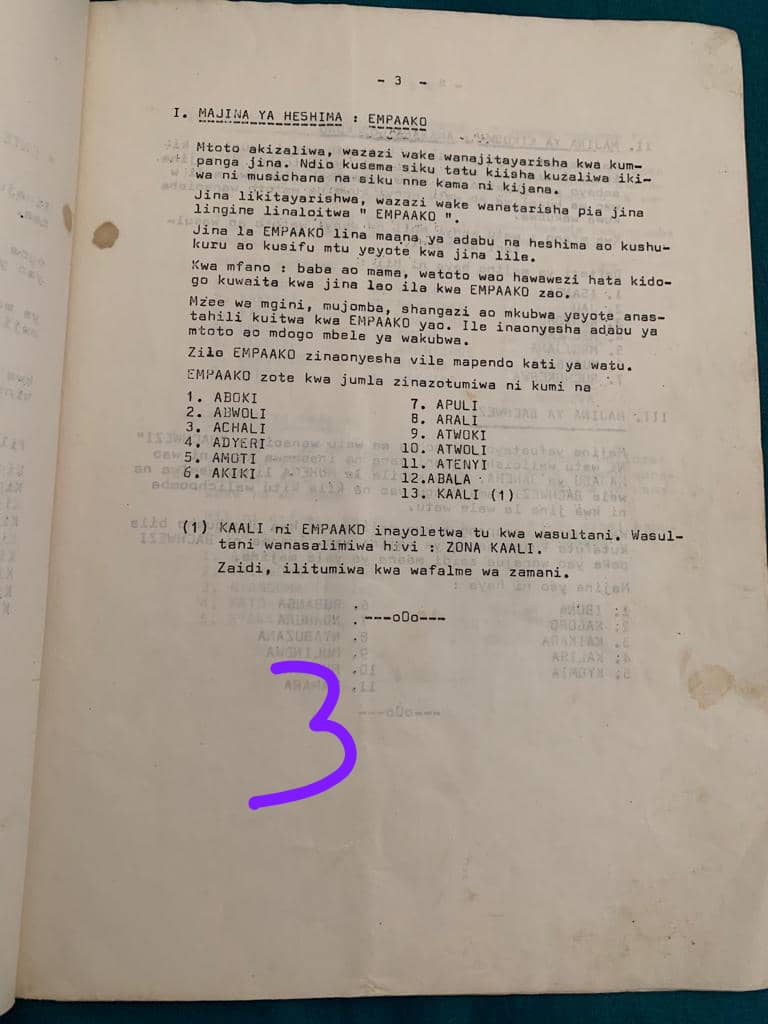 - 3 -
I. MAJINA YA HESHIMA : EMPAAKO
Mtoto akizaliwa, wazazi wake wanajitayarisha kwa kum-
panga jina. Ndio kusema siku tatu kiisha kuzaliwa iki-
wa ni musichana na siku nne kama ni kijana.
Jina likitayarishwa, wazazi wake wanatarisha pia jina
lingine linaloitwa " EMPAAKO ".
Jina la EMPAAKO lina maana ya adabu na heshima ao kushu-
kuru ao kusifu mtu yeyote kwa jina lile.
Kwa mfano : baba ao mama, watoto wao hawawezi hata kido-
go kuwaita kwa jina lao ila kwa EMPAAKO zao.
Mzee wa mgini, mujomba, shangazi ao mkubwa yeyote anas-
tahili kuitwa kwa EMPAAKO yao. Ile inaonyesha adabu ya
mtoto ao mdogo mbele ya wakubwa.
Zile EMPAAKO zinaonyesha vile mapendo kati ya watu.
EMPAAKO zote kwa jumla zinazotumiwa ni kumi na
1. ABOKI
2. ABWOLI
3. ACHALI
4. ADYERI
5. AMOTI
6. AKIKI
7. APULI
8. ARALI
9. ATWOKI
10. ATWOLI
11. ATENYI
12.ABALA
13. KAALI (1)
(1) KAALI ni EMPAAKO inayoletwa tu kwa wasultani. Wasul-
tani wanasalimiwa hivi : ZONA KAALI.
Zaidi, ilitumiwa kwa wafalme wa zamani.
---oOo---
3